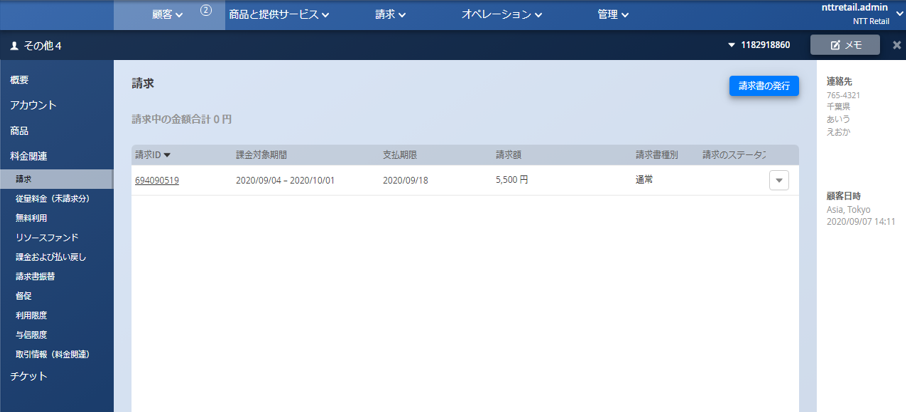 顧客
2
商品と提供サービス
請求
オペレーション
管理
nttretail.admin
NTT Retail
その他４
1182918860
メモ
概要
アカウント
商品
料金関連
請求
従量料金（未請求分）
無料利用
リソースファンド
課金および払い戻し
請求書振替
督促
利用限度
与信限度
取引情報（料金関連）
チケット
請求
請求書の発行
請求中の金額合計 0 円
請求ID 課金対象期間 支払期限 請求額 請求書種別 請求のステータス
694090519 2020/09/04 – 2020/10/01 2020/09/18 5,500 円 通常
連絡先
765-4321
千葉県
あいう
えおか
顧客日時
Asia, Tokyo
2020/09/07 14:11